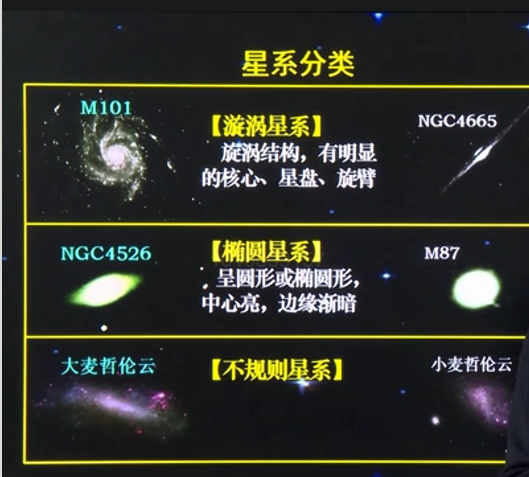 星系分类
M101
【漩涡星系】
旋涡结构，有明显
的核心、星盘、旋臂
NGC4665
NGC4526
【椭圆星系】
呈圆形或椭圆形，
中心亮，边缘渐暗
M87
大麦哲伦云
【不规则星系】
小麦哲伦云